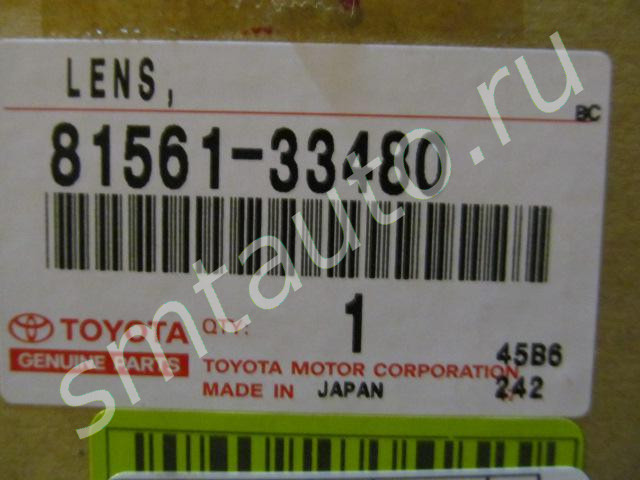 LENS,
BC
81561-33480
TOYOTA QTY: 1
GENUINE PARTS
TOYOTA MOTOR CORPORATION 45B6
MADE IN JAPAN 242
smtauto.ru